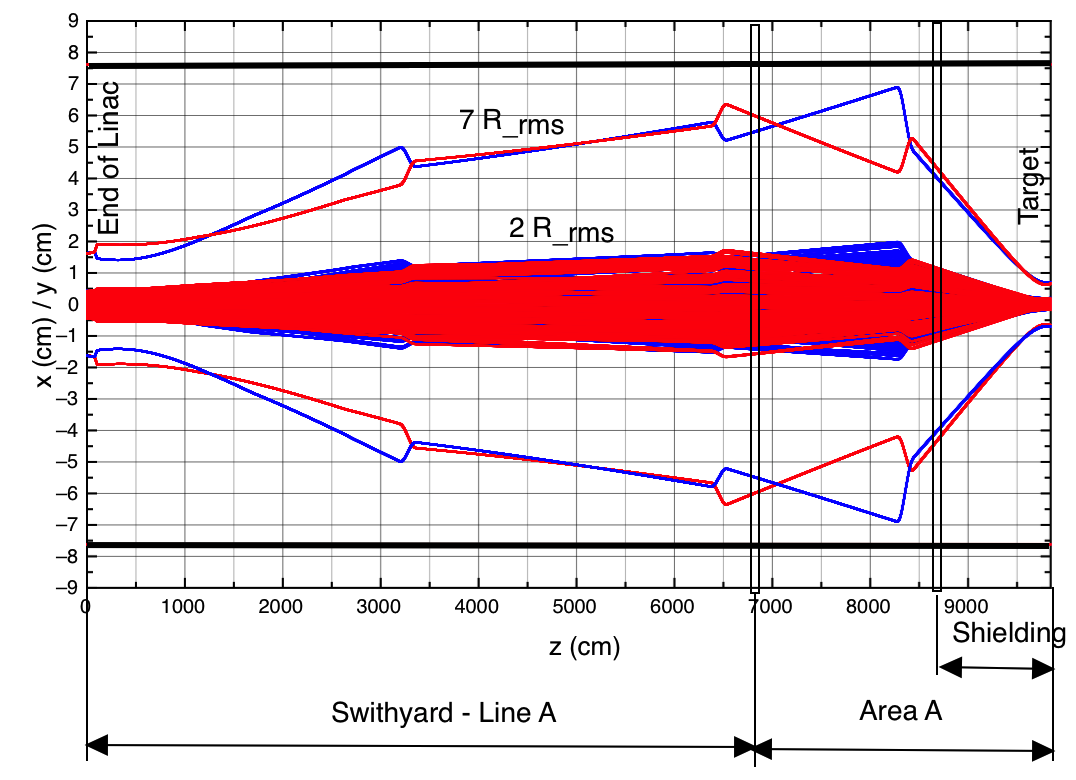 9
8
7
6
5
4
3
2
1
0
–1
–2
–3
–4
–5
–6
–7
–8
–9
x (cm) / y (cm)
End of Linac
7 R_rms
2 R_rms
Target
0 1000 2000 3000 4000 5000 6000 7000 8000 9000
z (cm)
Shielding
Swithyard - Line A
Area A